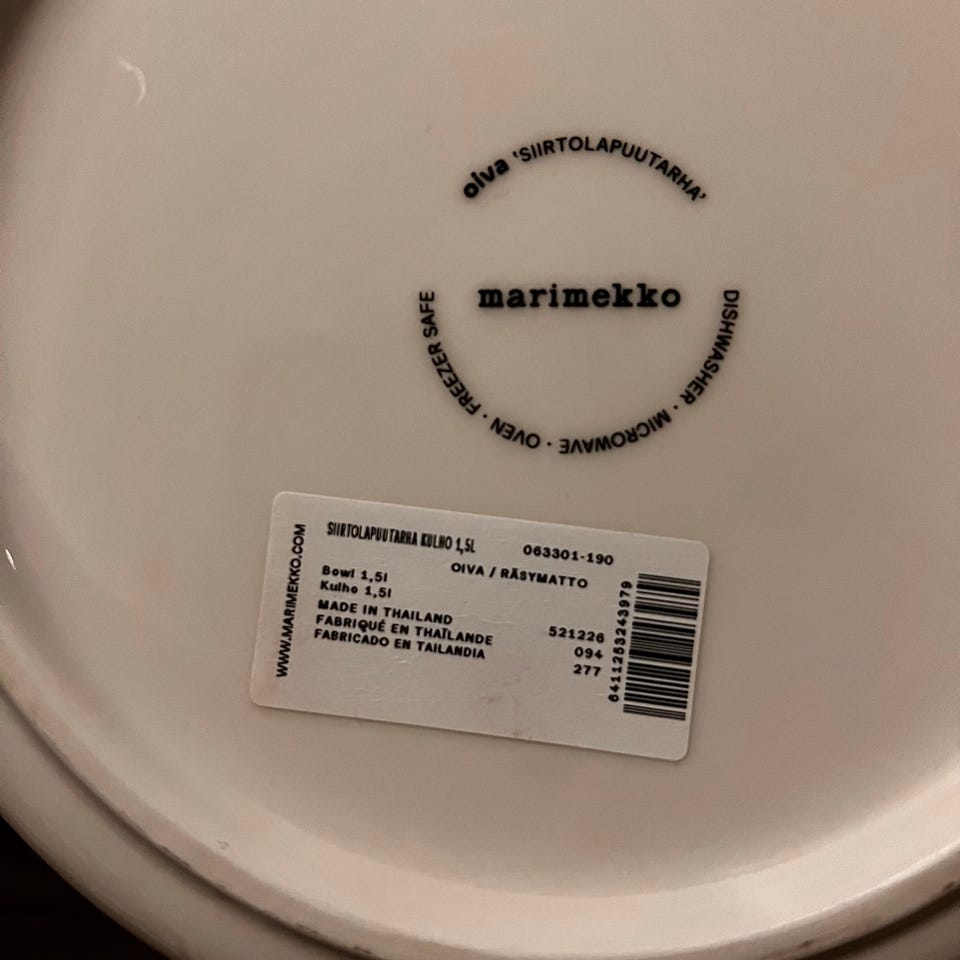 oiva 'SIIRTOLAPUUTARHA'
marimekko
DISHWASHER · MICROWAVE · OVEN · FREEZER SAFE
WWW.MARIMEKKO.COM
SIIRTOLAPUUTARHA KULHO 1,5L
063301-190
OIVA / RÄSYMATTO
Bowl 1,5l
Kulho 1,5l
MADE IN THAILAND
FABRIQUÉ EN THAÏLANDE
FABRICADO EN TAILANDIA
521226
094
277
6411253243979